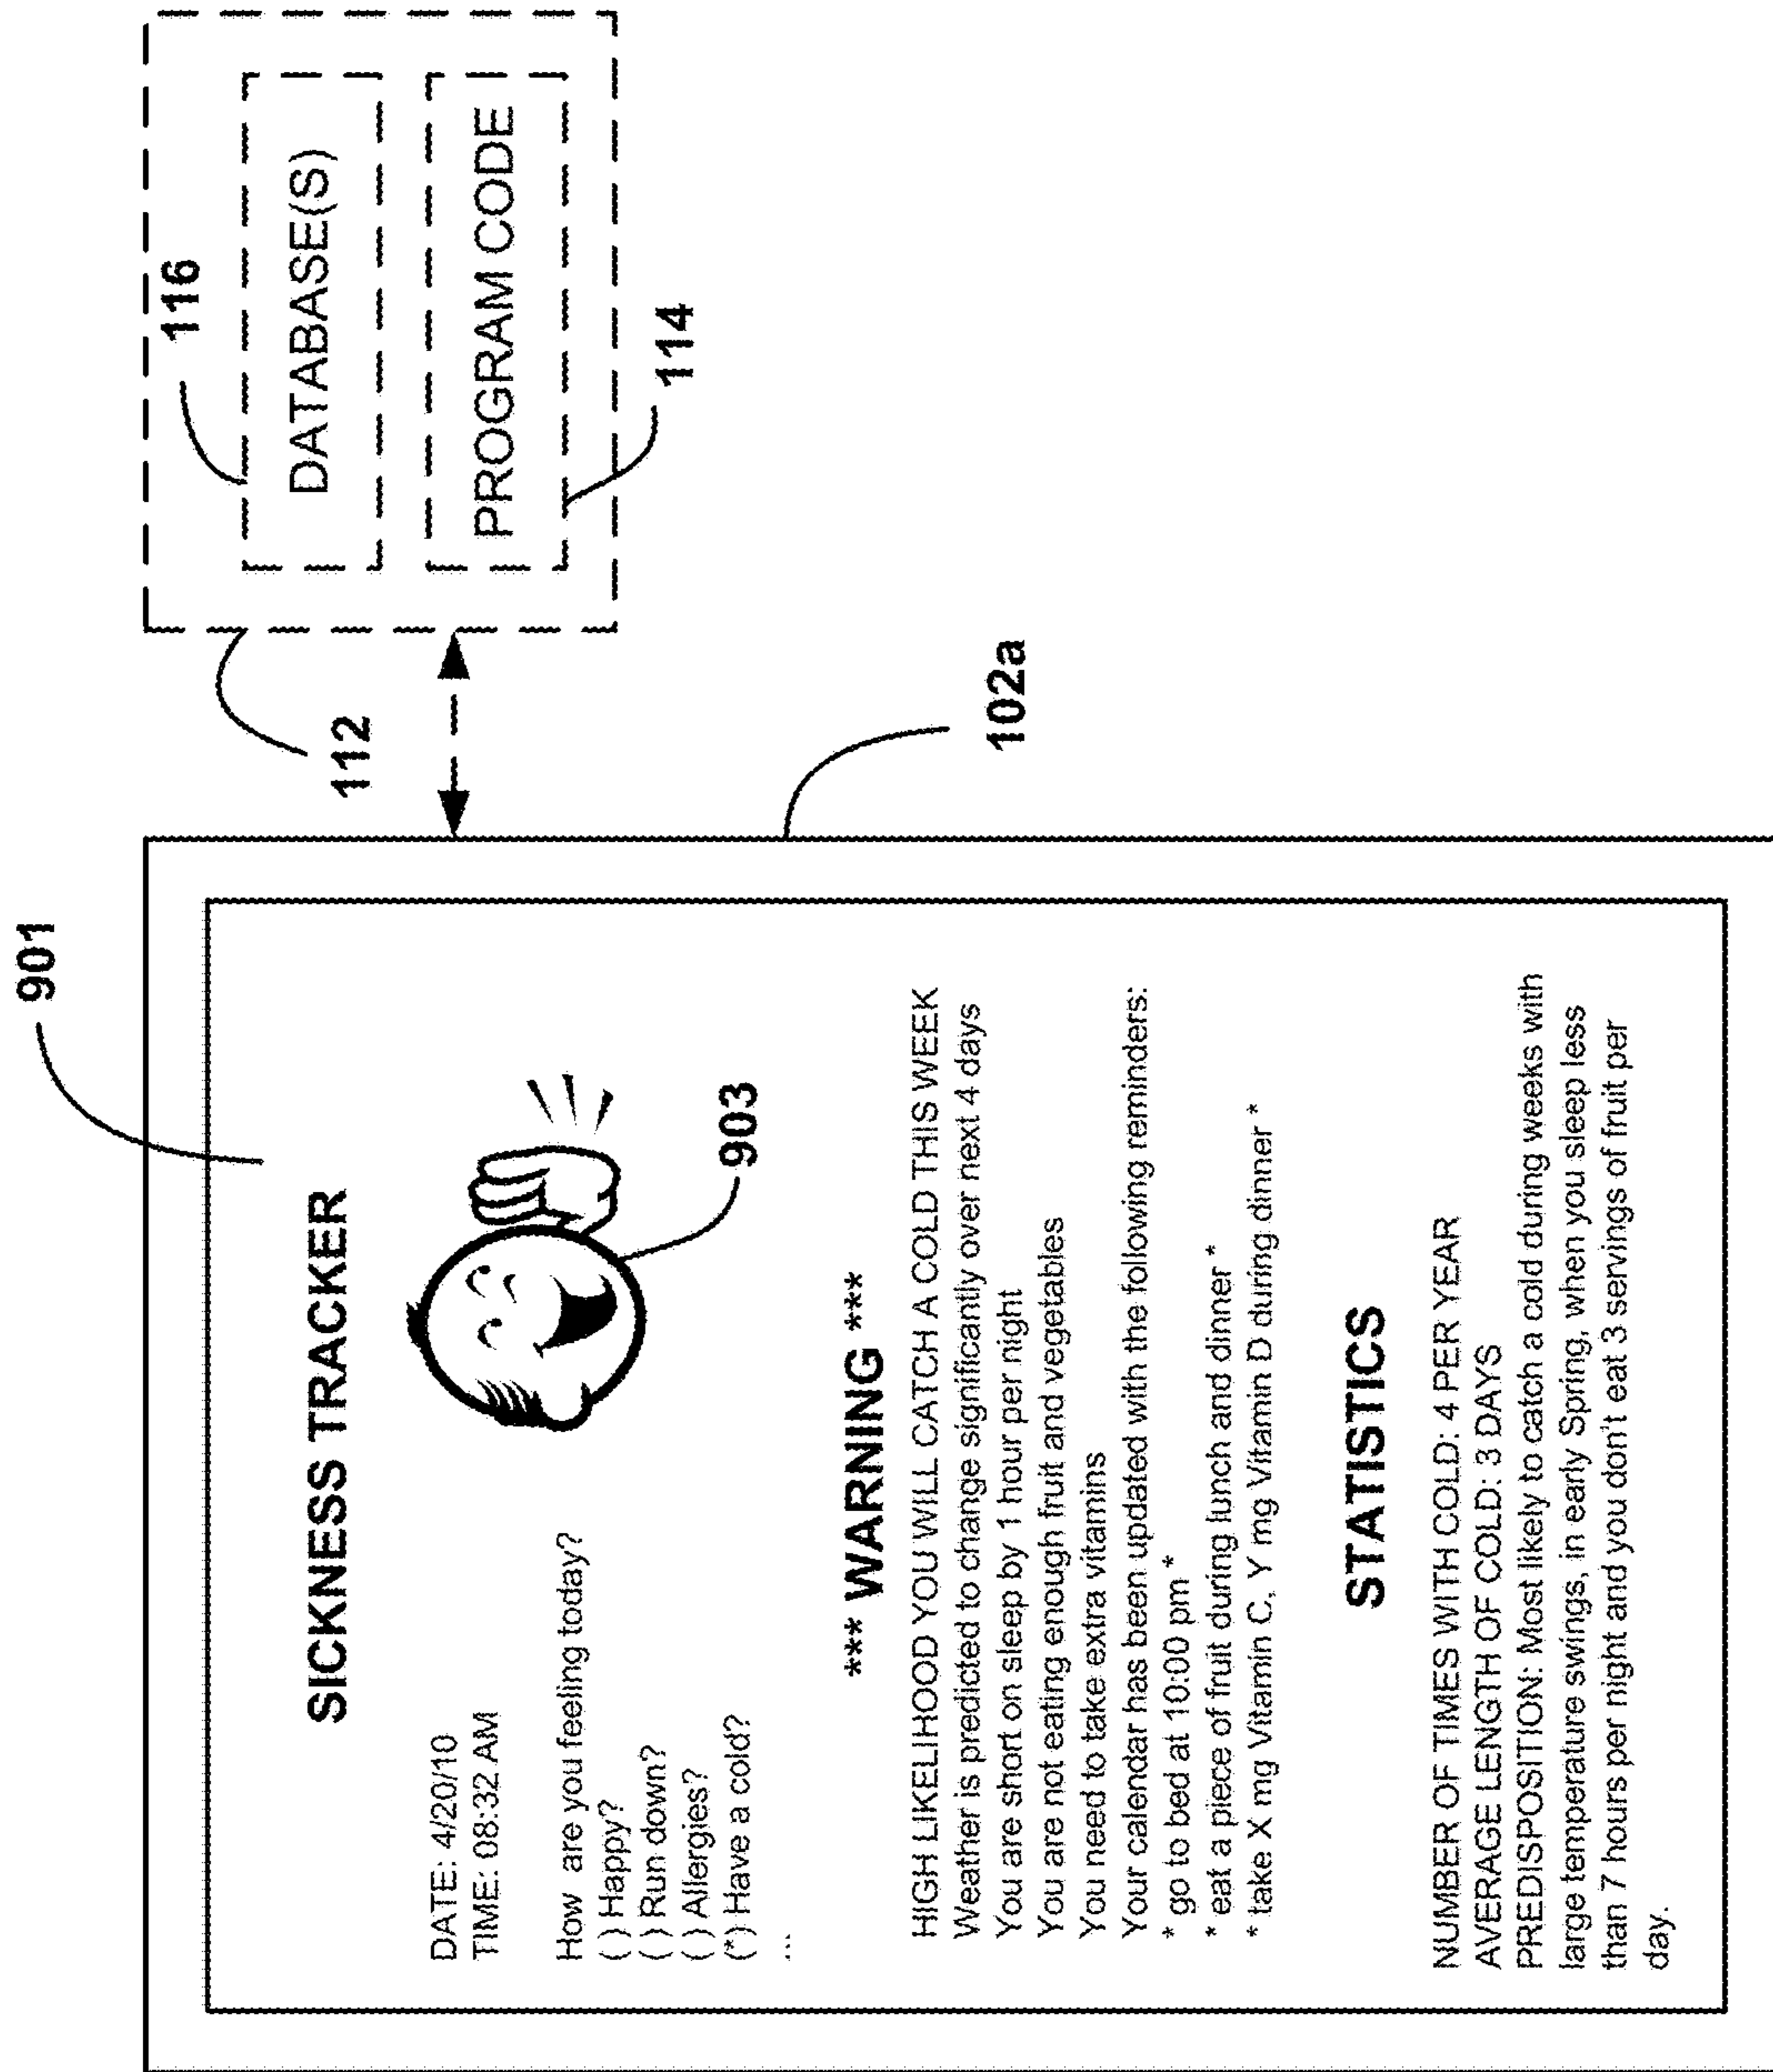 901
SICKNESS TRACKER
DATE: 4/20/10
TIME: 08:32 AM
How are you feeling today?
( ) Happy?
( ) Run down?
( ) Allergies?
(*) Have a cold?
...
903
*** WARNING ***
HIGH LIKELIHOOD YOU WILL CATCH A COLD THIS WEEK
Weather is predicted to change significantly over next 4 days
You are short on sleep by 1 hour per night
You are not eating enough fruit and vegetables
You need to take extra vitamins
Your calendar has been updated with the following reminders:
* go to bed at 10:00 pm *
* eat a piece of fruit during lunch and dinner *
* take X mg Vitamin C, Y mg Vitamin D during dinner *
STATISTICS
NUMBER OF TIMES WITH COLD: 4 PER YEAR
AVERAGE LENGTH OF COLD: 3 DAYS
PREDISPOSITION: Most likely to catch a cold during weeks with
large temperature swings, in early Spring, when you sleep less
than 7 hours per night and you don't eat 3 servings of fruit per
day.
102a
112
116
DATABASE(S)
PROGRAM CODE
114